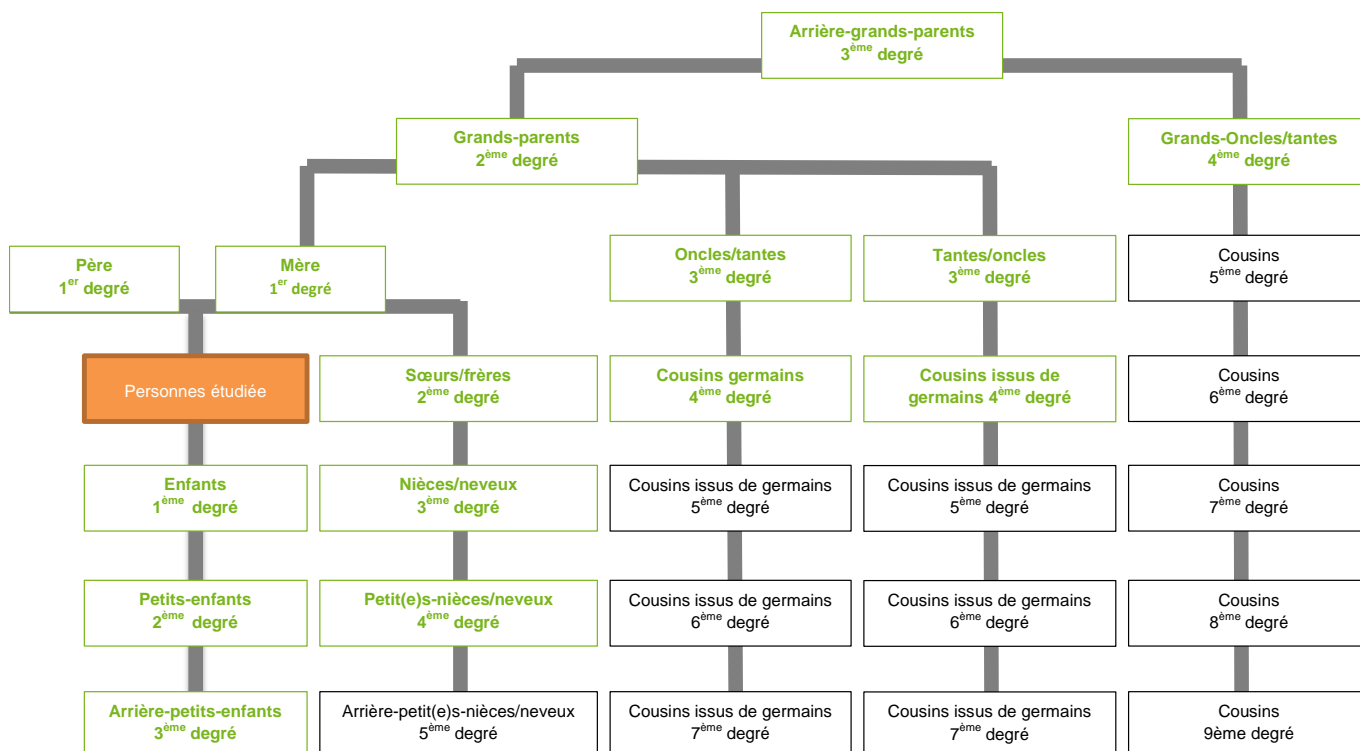 Arrière-grands-parents
3ème degré
Grands-parents
2ème degré
Grands-Oncles/tantes
4ème degré
Père
1er degré
Mère
1er degré
Oncles/tantes
3ème degré
Tantes/oncles
3ème degré
Cousins
5ème degré
Personnes étudiée
Sœurs/frères
2ème degré
Cousins germains
4ème degré
Cousins issus de
germains 4ème degré
Cousins
6ème degré
Enfants
1ème degré
Nièces/neveux
3ème degré
Cousins issus de germains
5ème degré
Cousins issus de germains
5ème degré
Cousins
7ème degré
Petits-enfants
2ème degré
Petit(e)s-nièces/neveux
4ème degré
Cousins issus de germains
6ème degré
Cousins issus de germains
6ème degré
Cousins
8ème degré
Arrière-petits-enfants
3ème degré
Arrière-petit(e)s-nièces/neveux
5ème degré
Cousins issus de germains
7ème degré
Cousins issus de germains
7ème degré
Cousins
9ème degré